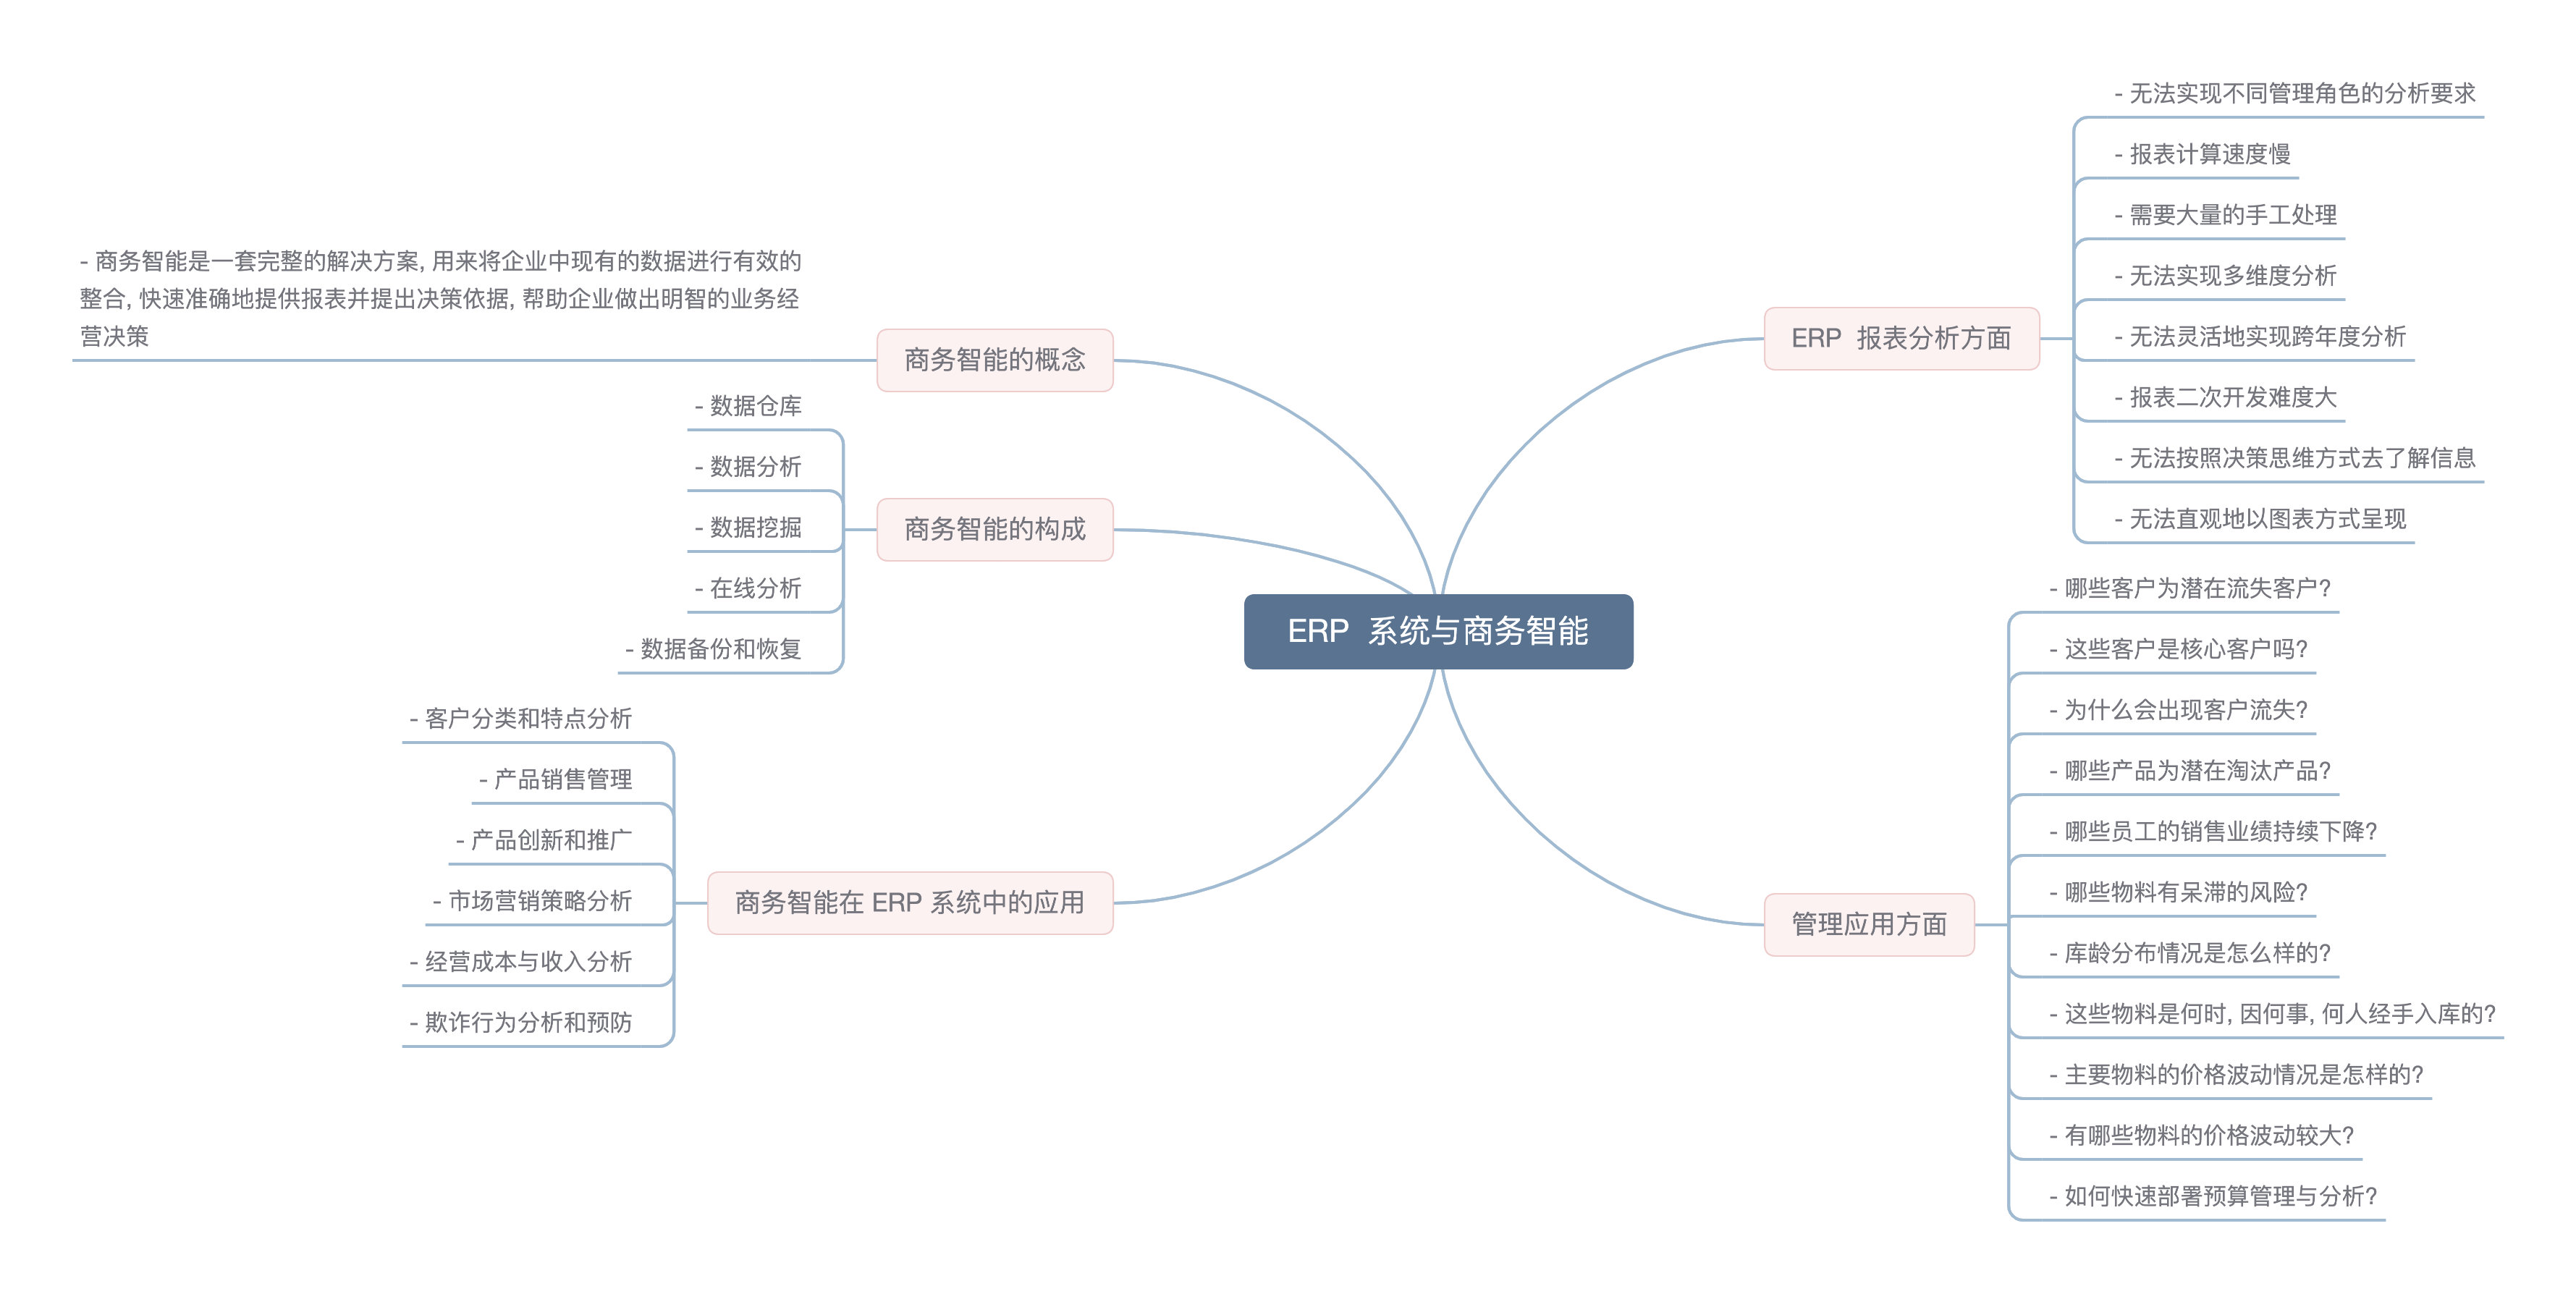 ERP 系统与商务智能
ERP 报表分析方面
- 无法实现不同管理角色的分析要求
- 报表计算速度慢
- 需要大量的手工处理
- 无法实现多维度分析
- 无法灵活地实现跨年度分析
- 报表二次开发难度大
- 无法按照决策思维方式去了解信息
- 无法直观地以图表方式呈现
管理应用方面
- 哪些客户为潜在流失客户?
- 这些客户是核心客户吗?
- 为什么会出现客户流失?
- 哪些产品为潜在淘汰产品?
- 哪些员工的销售业绩持续下降?
- 哪些物料有呆滞的风险?
- 库龄分布情况是怎么样的?
- 这些物料是何时, 因何事, 何人经手入库的?
- 主要物料的价格波动情况是怎样的?
- 有哪些物料的价格波动较大?
- 如何快速部署预算管理与分析?
商务智能的概念
- 商务智能是一套完整的解决方案, 用来将企业中现有的数据进行有效的
整合, 快速准确地提供报表并提出决策依据, 帮助企业做出明智的业务经
营决策
商务智能的构成
- 数据仓库
- 数据分析
- 数据挖掘
- 在线分析
- 数据备份和恢复
商务智能在 ERP 系统中的应用
- 客户分类和特点分析
- 产品销售管理
- 产品创新和推广
- 市场营销策略分析
- 经营成本与收入分析
- 欺诈行为分析和预防